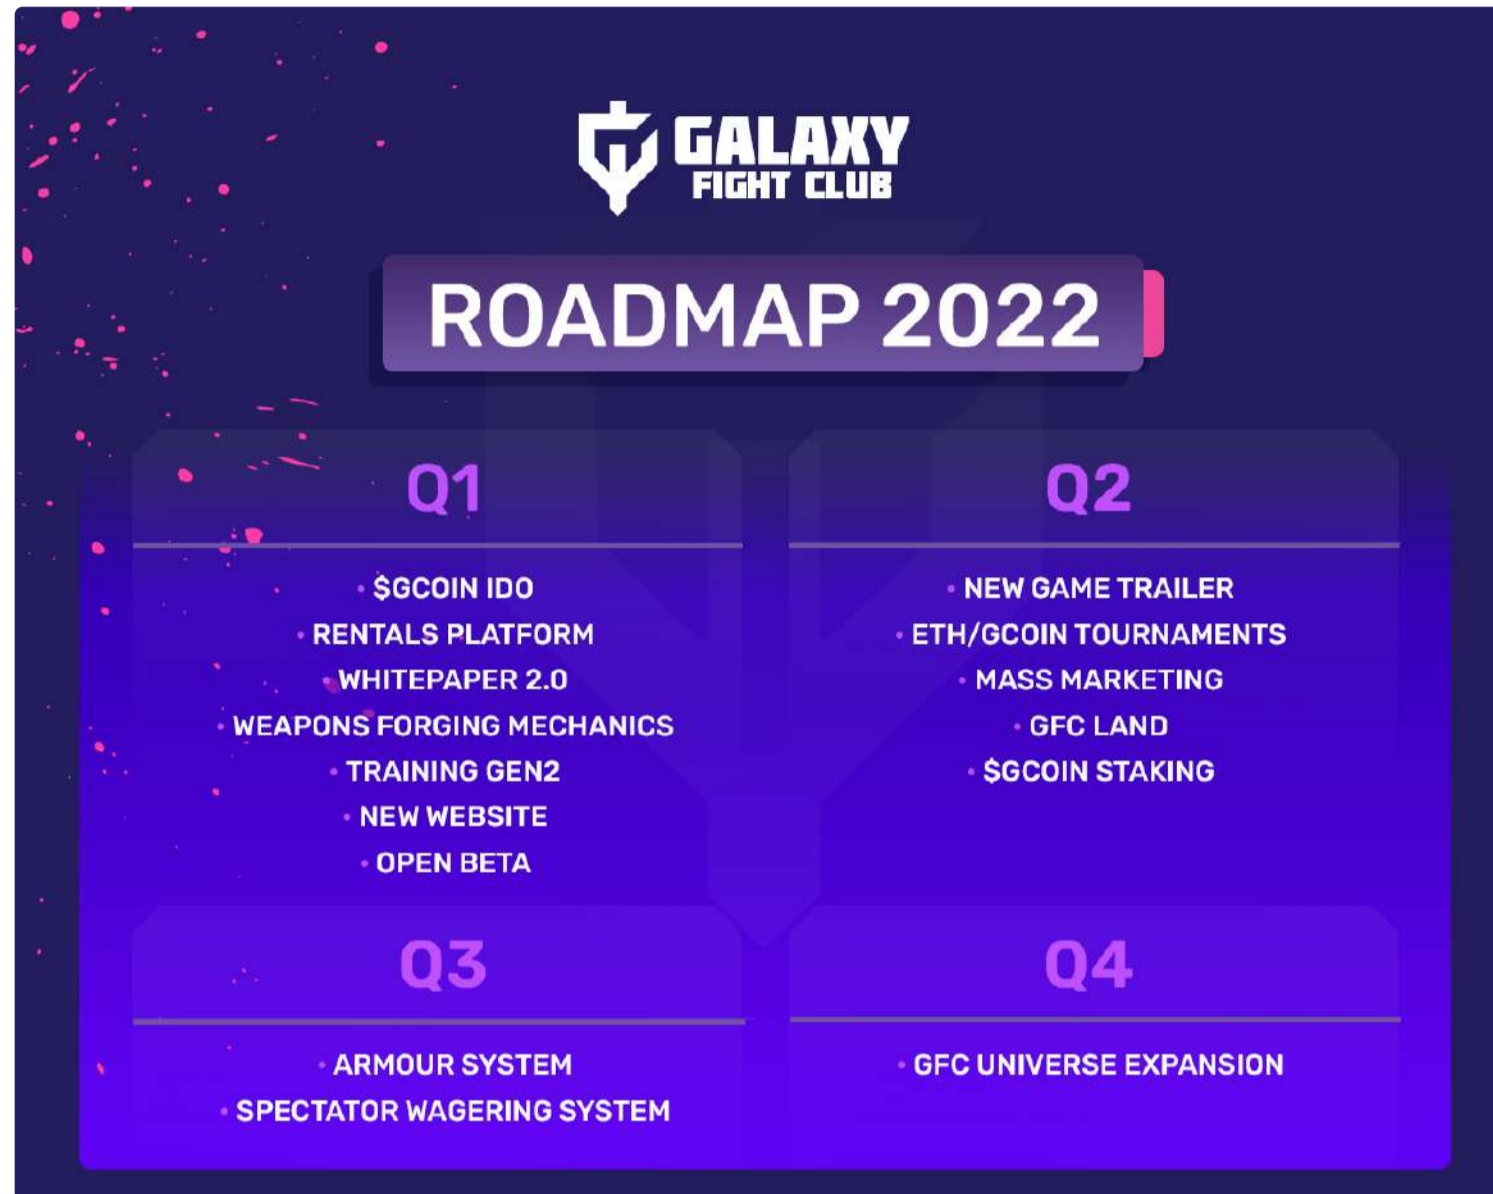 GALAXY
FIGHT CLUB
ROADMAP 2022
Q1
• $GCOIN IDO
• RENTALS PLATFORM
• WHITEPAPER 2.0
• WEAPONS FORGING MECHANICS
• TRAINING GEN2
• NEW WEBSITE
• OPEN BETA
Q2
• NEW GAME TRAILER
• ETH/GCOIN TOURNAMENTS
• MASS MARKETING
• GFC LAND
• $GCOIN STAKING
Q3
• ARMOUR SYSTEM
• SPECTATOR WAGERING SYSTEM
Q4
• GFC UNIVERSE EXPANSION